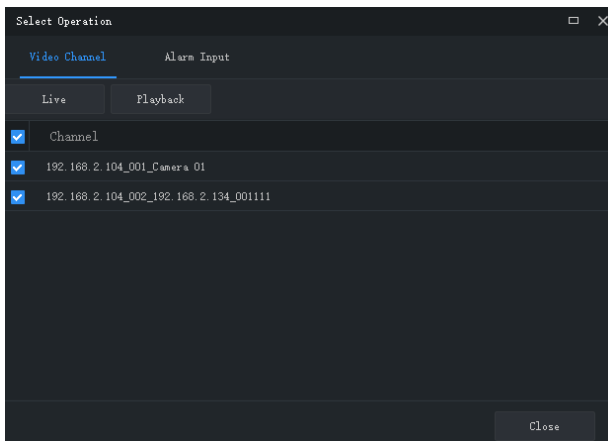 Select Operation
Video Channel Alarm Input
Live Playback
Channel
192.168.2.104_001_Camera 01
192.168.2.104_002_192.168.2.134_001111
Close